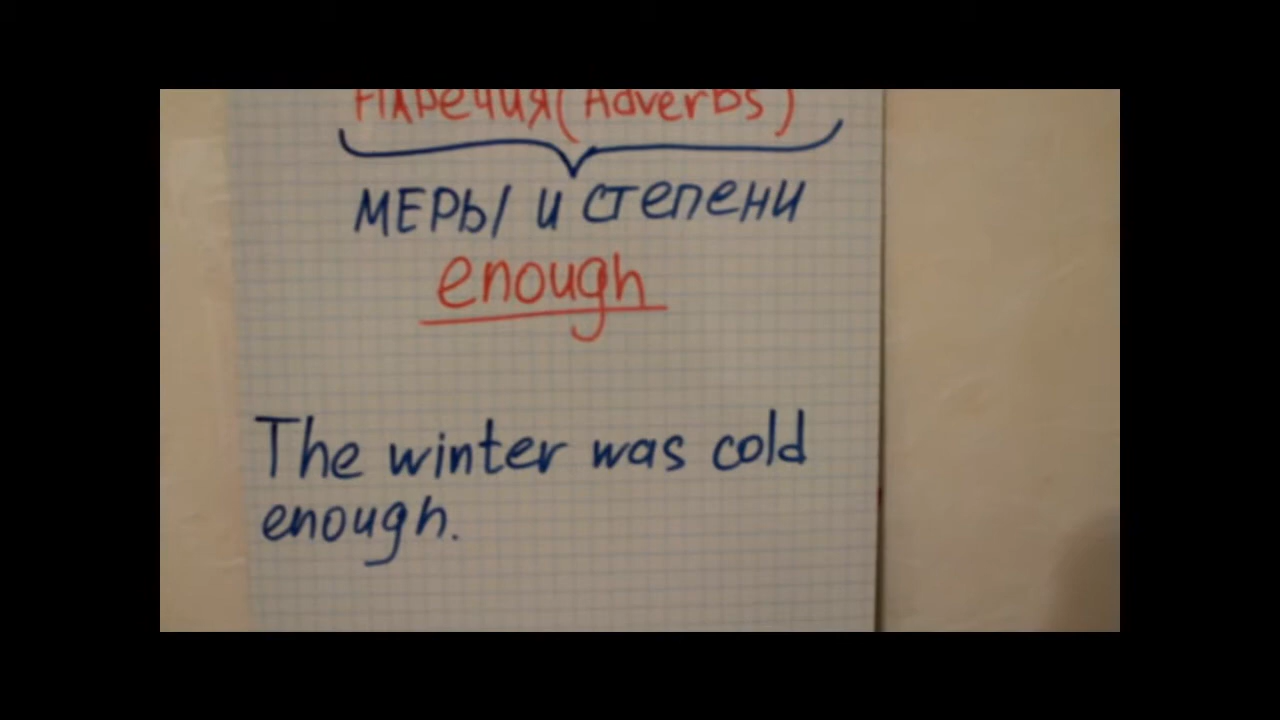 Наречия (Adverbs)
МЕРЫ и степени
enough
The winter was cold
enough.